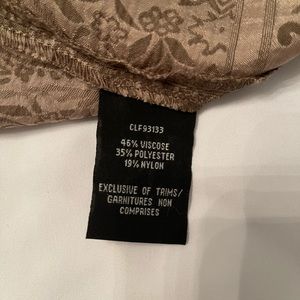 CLF93133
46% VISCOSE
35% POLYESTER
19% NYLON
EXCLUSIVE OF TRIMS/
GARNITURES NON
COMPRISES